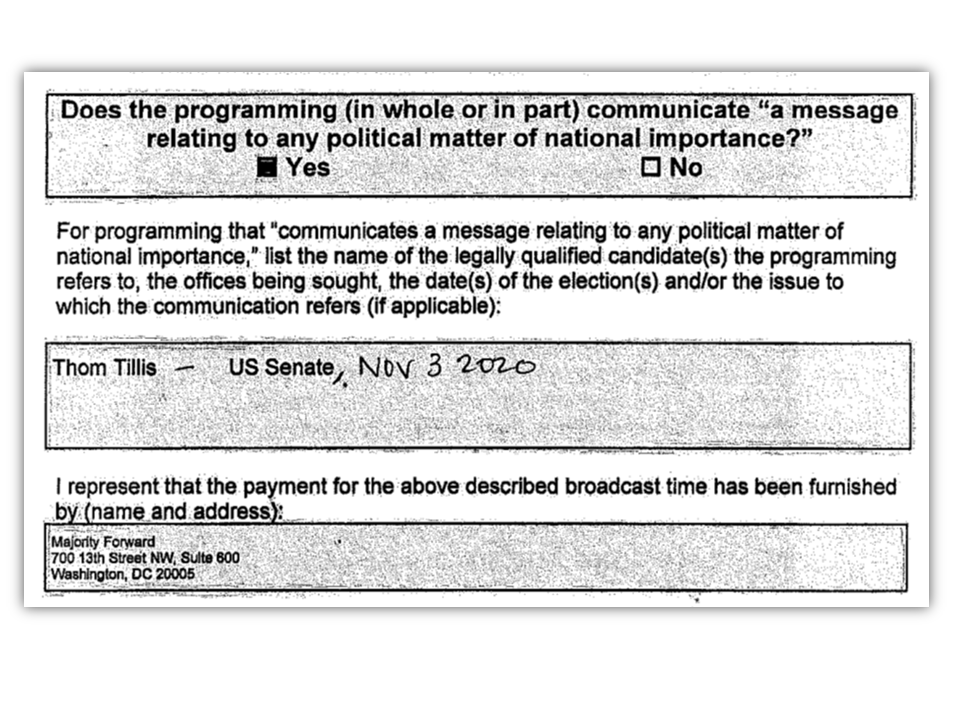 Does the programming (in whole or in part) communicate “a message
relating to any political matter of national importance?”
■ Yes □ No
For programming that "communicates a message relating to any political matter of
national importance," list the name of the legally qualified candidate(s) the programming
refers to, the offices being sought, the date(s) of the election(s) and/or the issue to
which the communication refers (if applicable):
Thom Tillis — US Senate, Nov 3 2020
I represent that the payment for the above described broadcast time has been furnished
by (name and address):
Majority Forward
700 13th Street NW, Suite 600
Washington, DC 20005